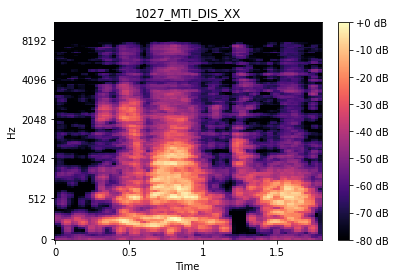 1027_MTI_DIS_XX
8192
4096
2048
1024
512
0
Hz
0
0.5
1
1.5
Time
+0 dB
-10 dB
-20 dB
-30 dB
-40 dB
-50 dB
-60 dB
-70 dB
-80 dB